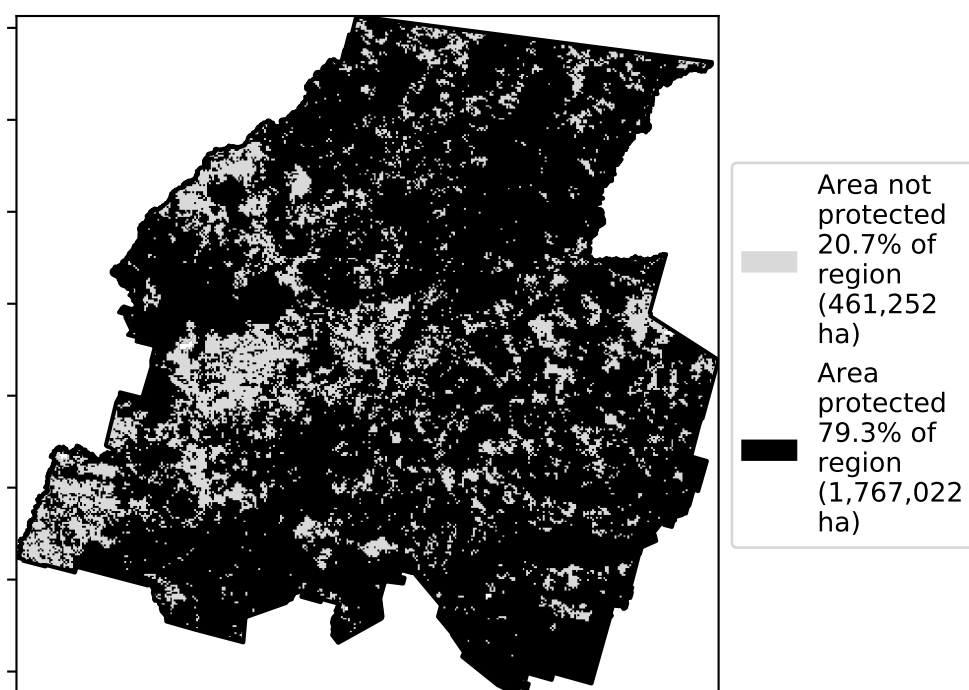 Area not
protected
20.7% of
region
(461,252
ha)
Area
protected
79.3% of
region
(1,767,022
ha)